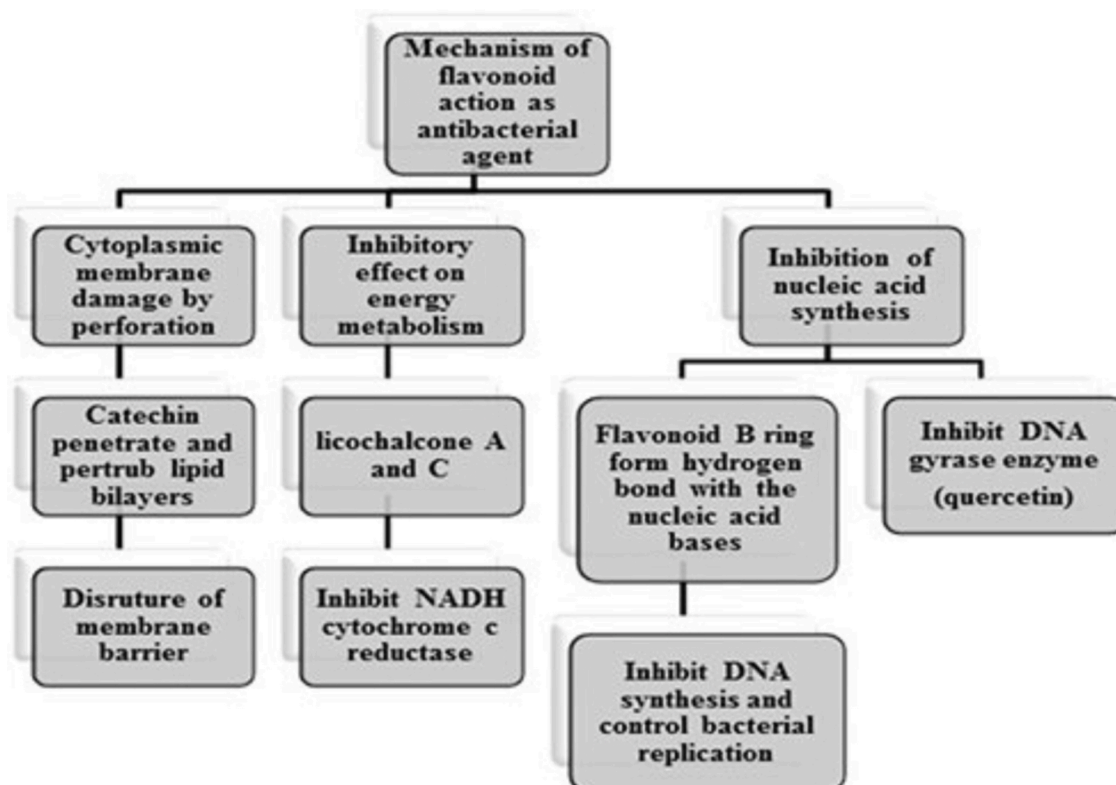 Mechanism of
flavonoid
action as
antibacterial
agent
Cytoplasmic
membrane
damage by
perforation
Inhibitory
effect on
energy
metabolism
Inhibition of
nucleic acid
synthesis
Catechin
penetrate and
pertrub lipid
bilayers
licochalcone A
and C
Flavonoid B ring
form hydrogen
bond with the
nucleic acid
bases
Inhibit DNA
gyrase enzyme
(quercetin)
Disruture of
membrane
barrier
Inhibit NADH
cytochrome c
reductase
Inhibit DNA
synthesis and
control bacterial
replication